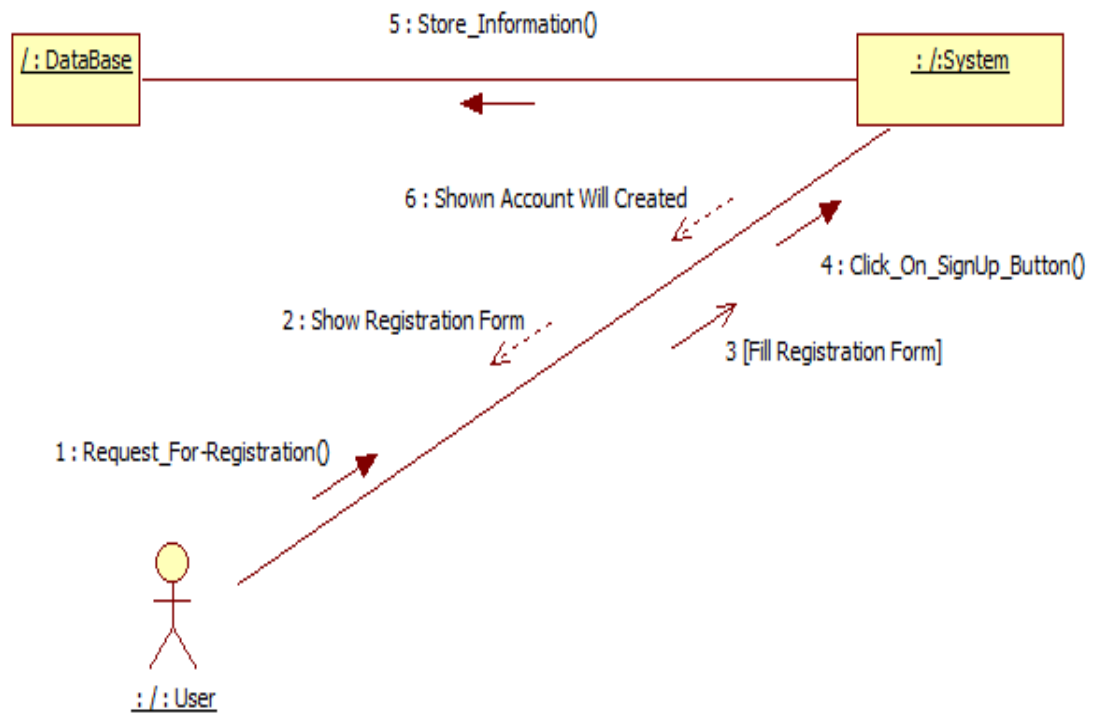 5 : Store_Information()
/ : DataBase
: /:System
6 : Shown Account Will Created
4 : Click_On_SignUp_Button()
2 : Show Registration Form
3 [Fill Registration Form]
1 : Request_For-Registration()
: / : User